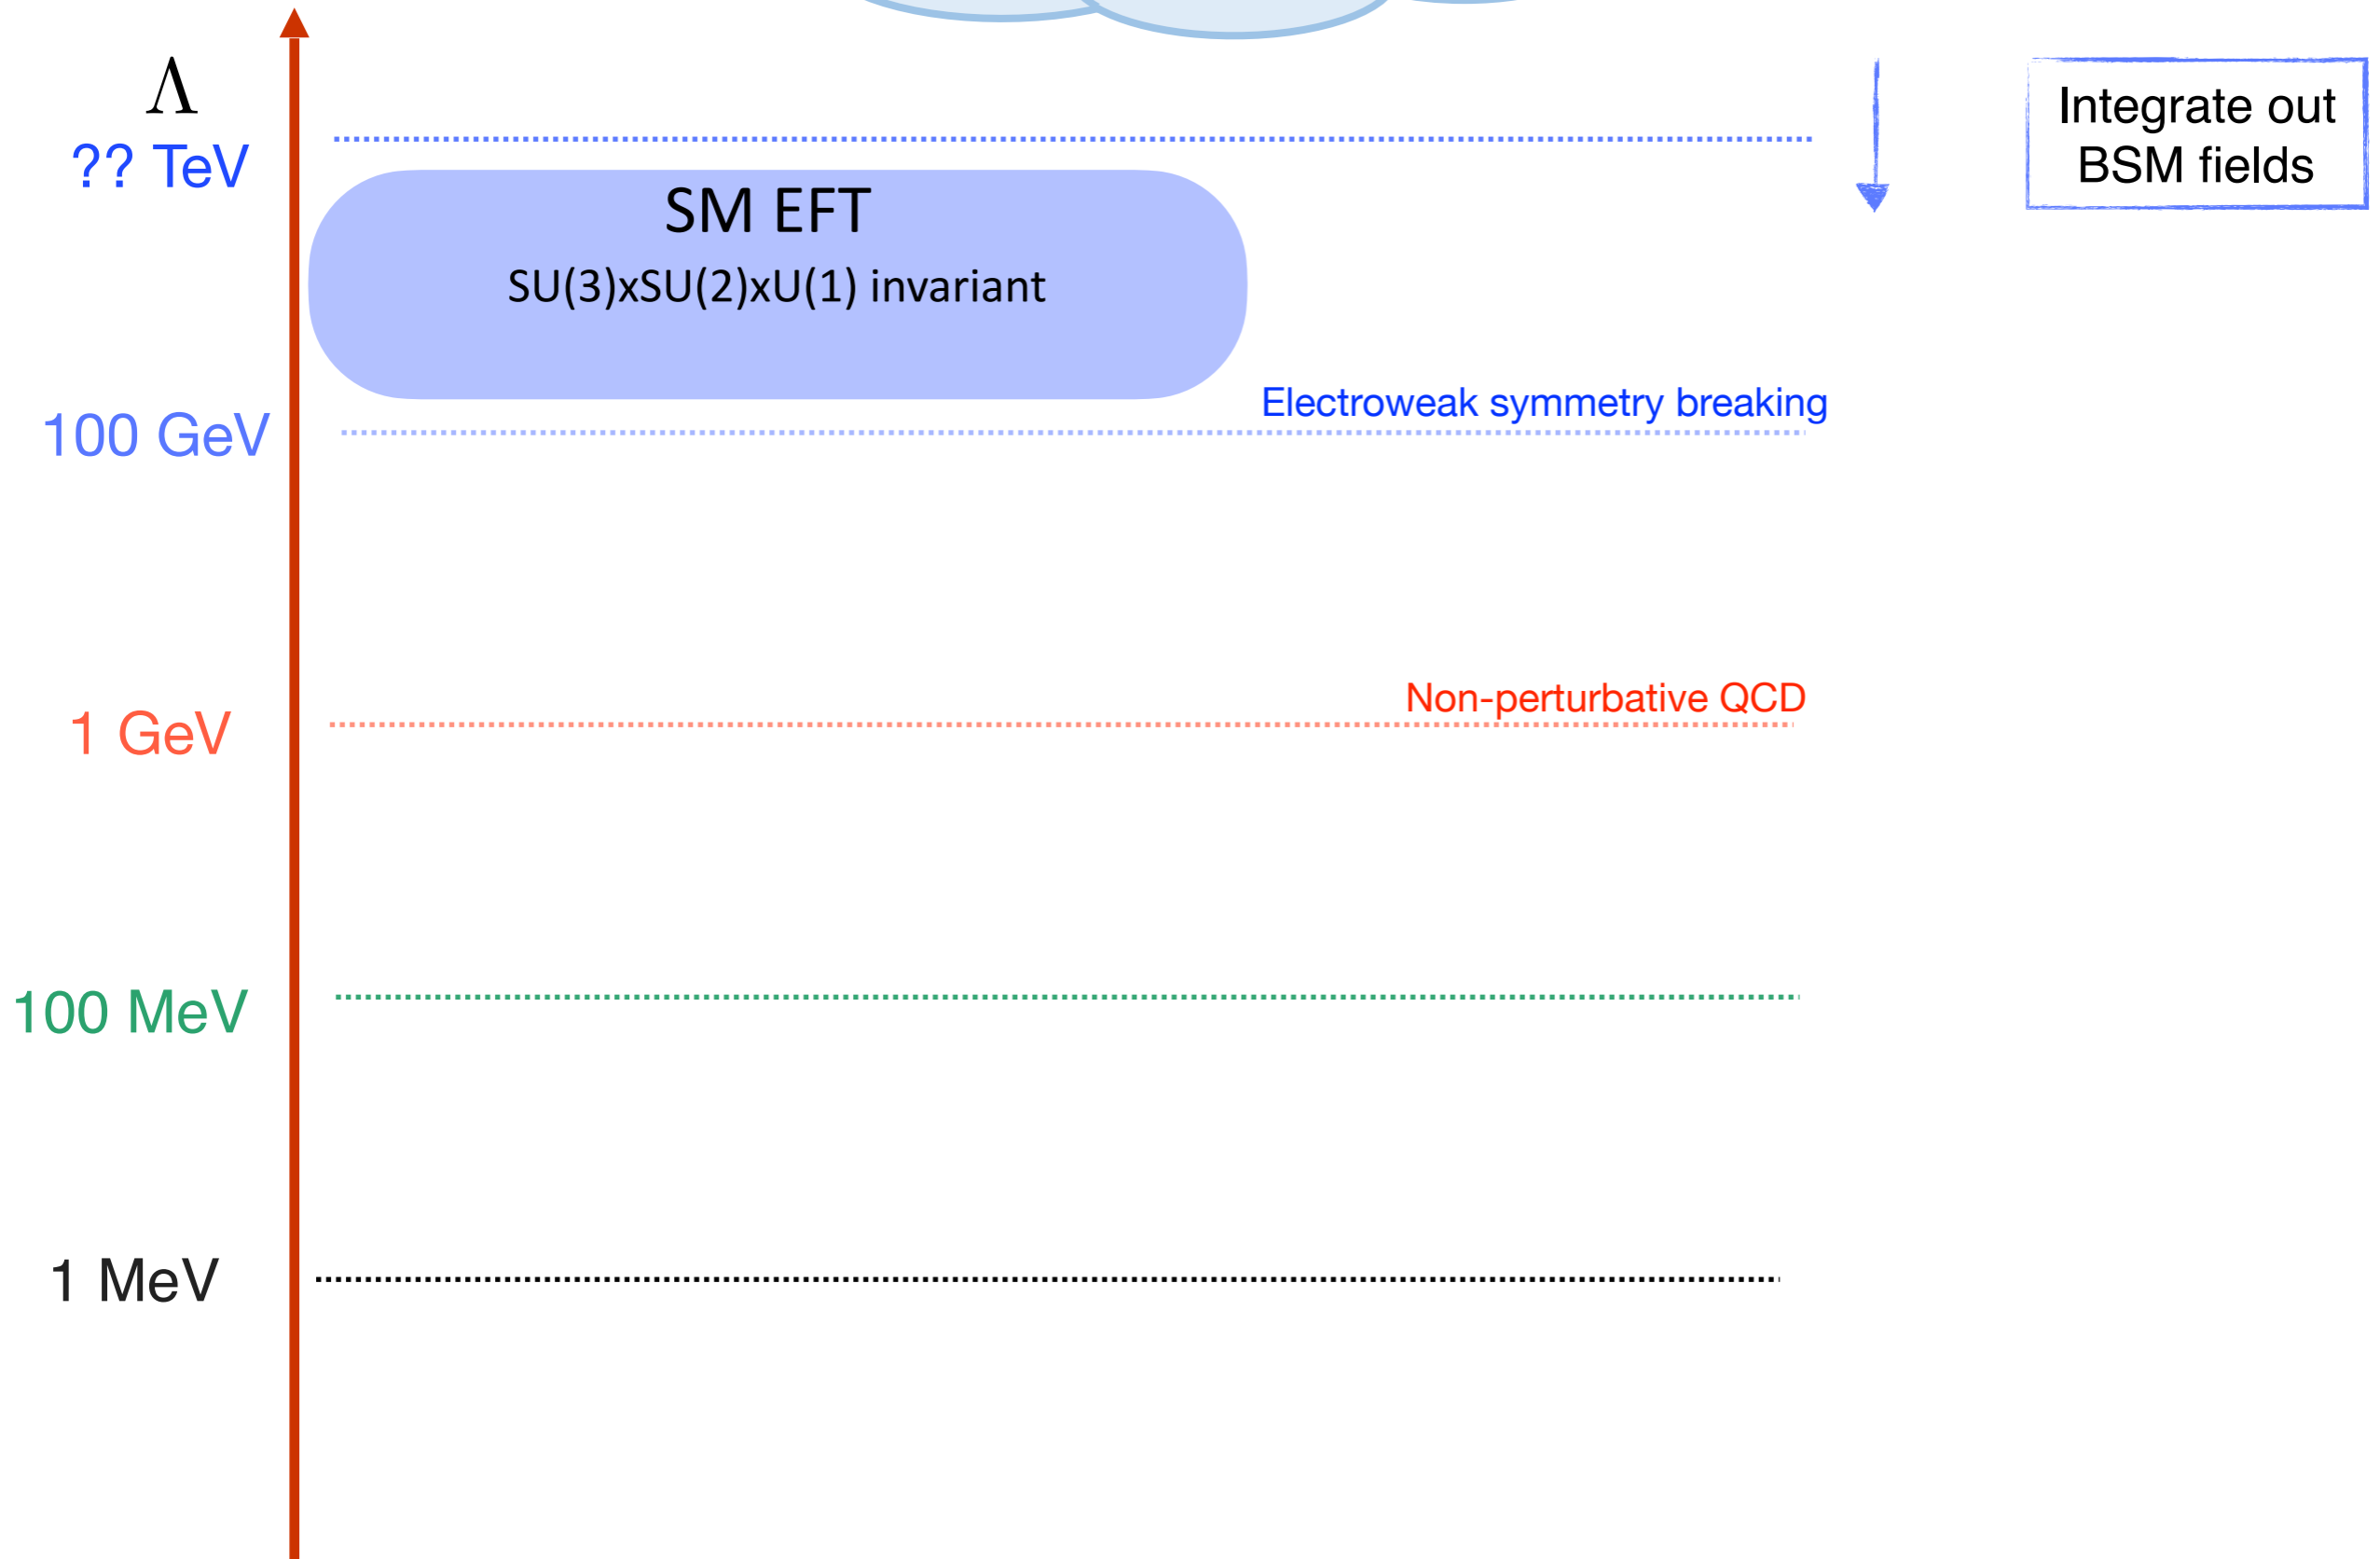 Λ
?? TeV
Integrate out
BSM fields
SM EFT
SU(3)xSU(2)xU(1) invariant
Electroweak symmetry breaking
100 GeV
Non-perturbative QCD
1 GeV
100 MeV
1 MeV